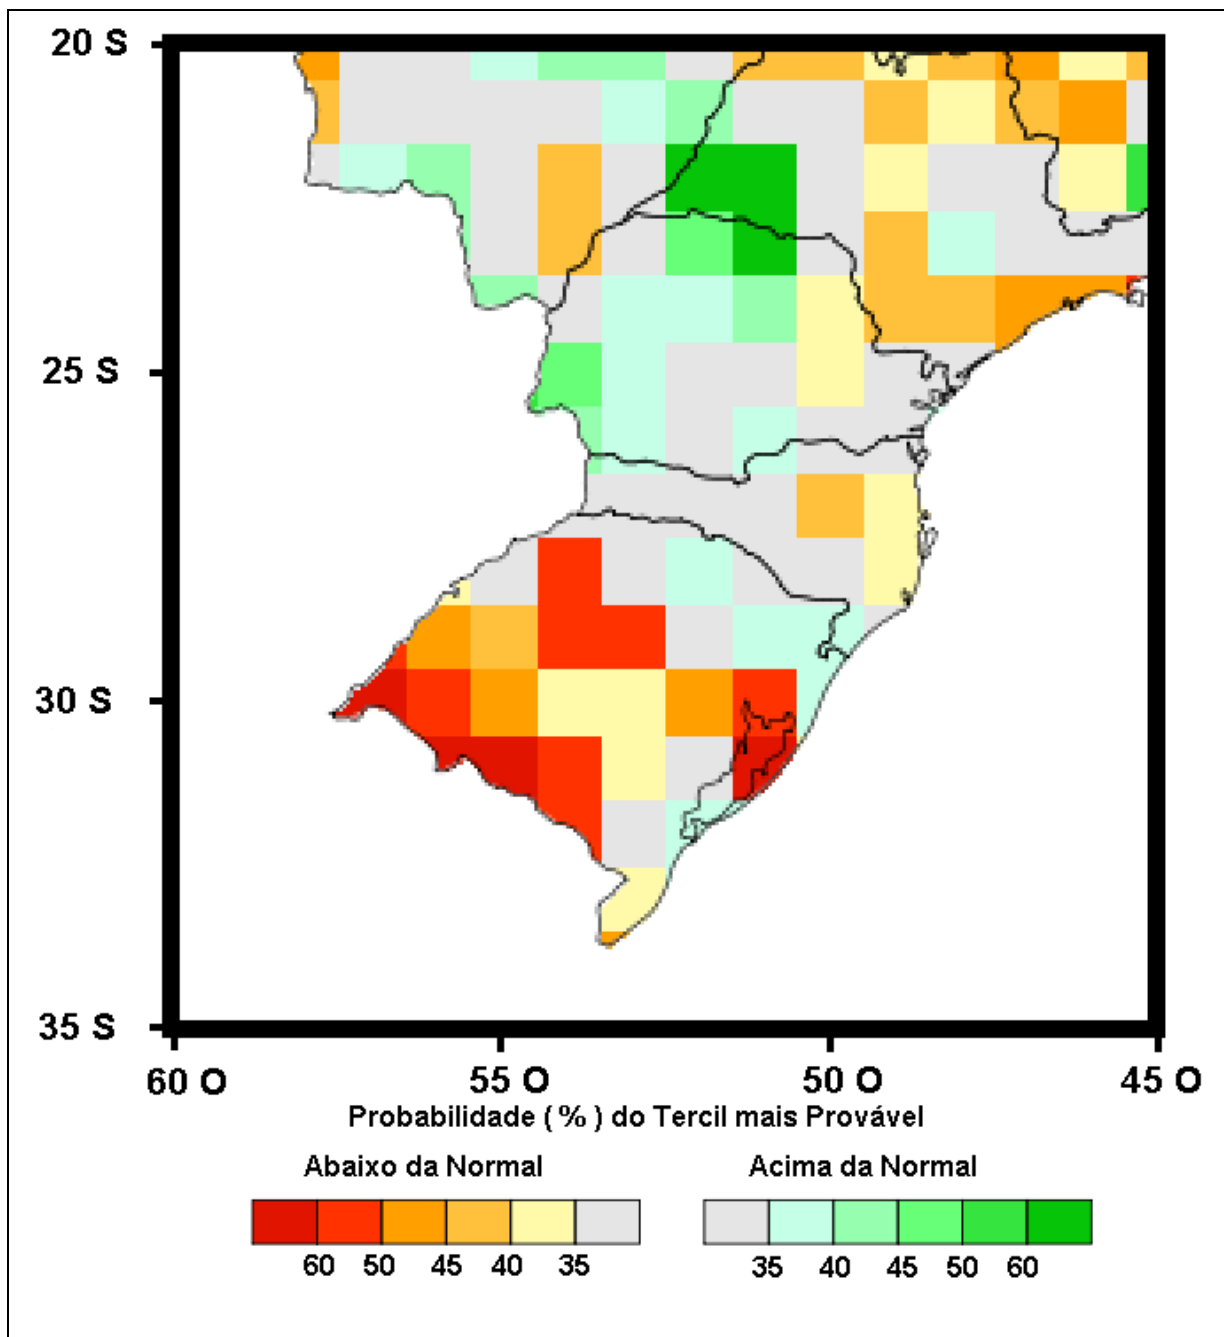 20 S
25 S
30 S
35 S
60 O 55 O 50 O 45 O
Probabilidade ( % ) do Tercil mais Provável
Abaixo da Normal Acima da Normal
60 50 45 40 35 35 40 45 50 60